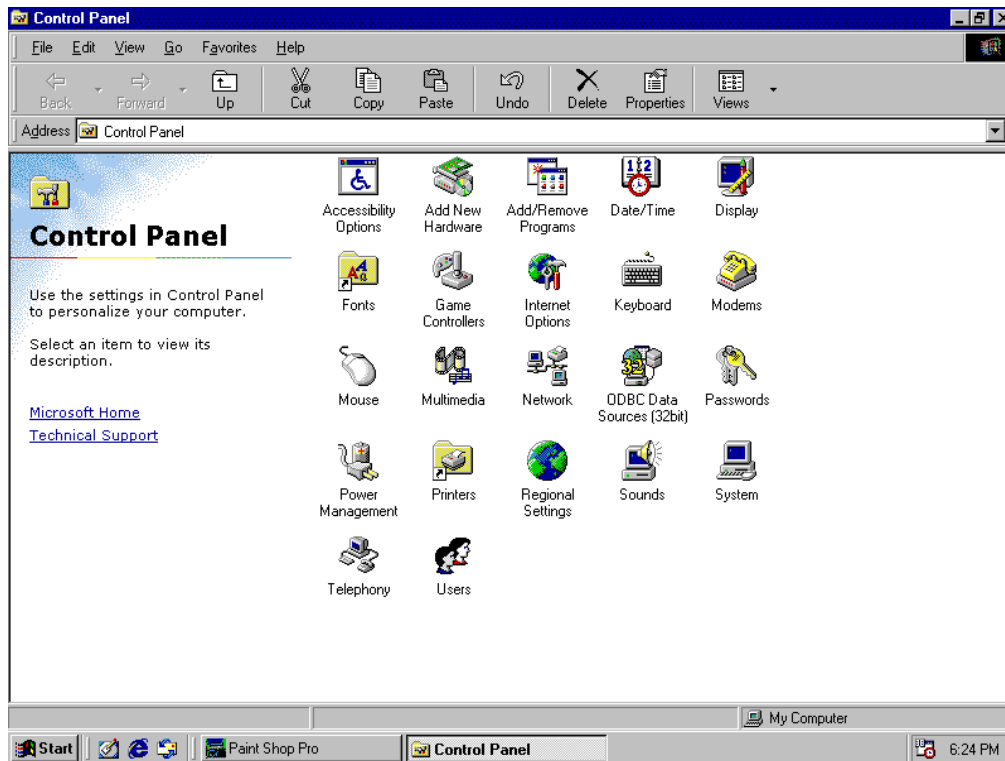 Control Panel
File Edit View Go Favorites Help
Back Forward Up Cut Copy Paste Undo Delete Properties Views
Address Control Panel
Control Panel
Use the settings in Control Panel
to personalize your computer.
Select an item to view its
description.
Microsoft Home
Technical Support
Accessibility Options
Add New Hardware
Add/Remove Programs
Date/Time
Display
Fonts
Game Controllers
Internet Options
Keyboard
Modems
Mouse
Multimedia
Network
ODBC Data Sources (32bit)
Passwords
Power Management
Printers
Regional Settings
Sounds
System
Telephony
Users
My Computer
Start Paint Shop Pro Control Panel 6:24 PM